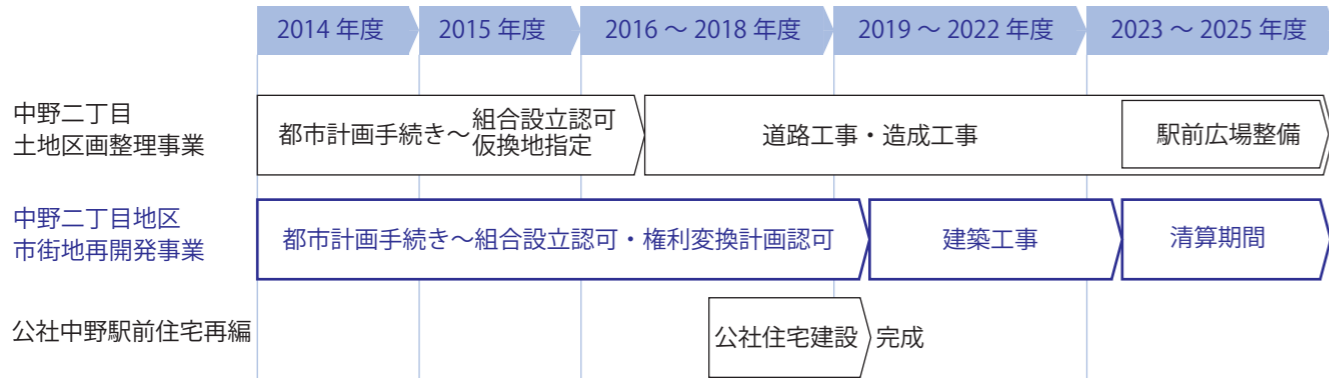 2014 年度 2015 年度 2016 ～ 2018 年度 2019 ～ 2022 年度 2023 ～ 2025 年度
中野二丁目
土地区画整理事業
都市計画手続き～組合設立認可
仮換地指定
道路工事・造成工事
駅前広場整備
中野二丁目地区
市街地再開発事業
都市計画手続き～組合設立認可・権利変換計画認可
建築工事
清算期間
公社中野駅前住宅再編
公社住宅建設
完成